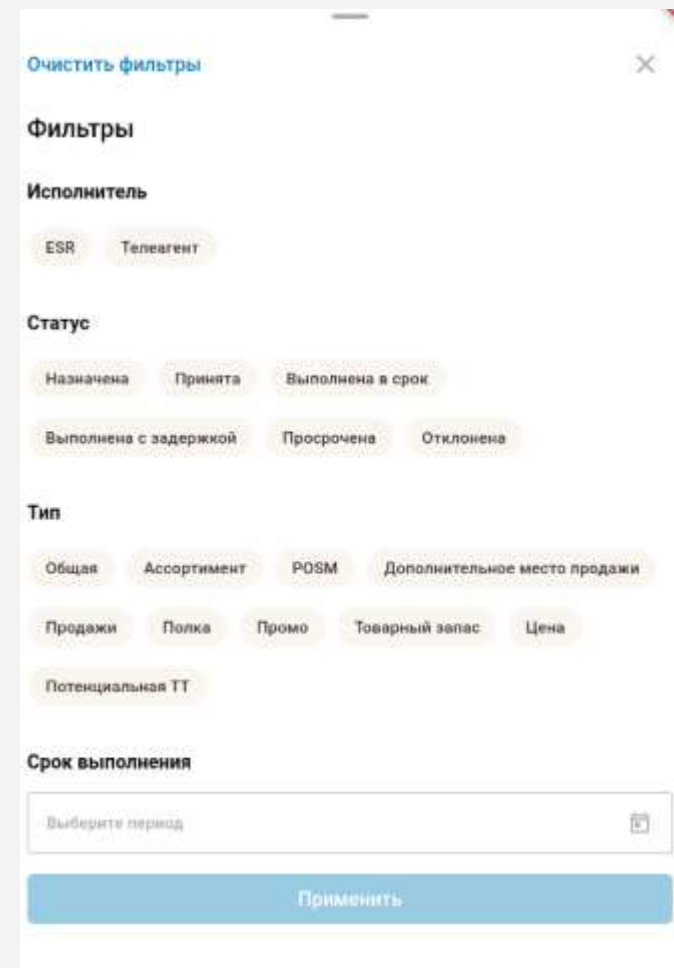 Очистить фильтры
Фильтры
Исполнитель
ESR Телеагент
Статус
Назначена Принята Выполнена в срок
Выполнена с задержкой Просрочена Отклонена
Тип
Общая Ассортимент POSM Дополнительное место продажи
Продажи Полка Промо Товарный запас Цена
Потенциальная ТТ
Срок выполнения
Выберите период
Применить